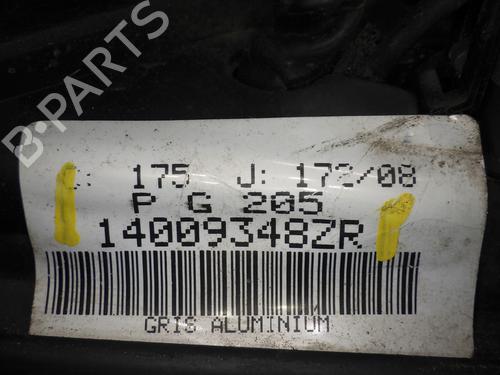 B-PARTS
: 175 J: 172/08
P G 205
14009348ZR
GRIS ALUMINIUM